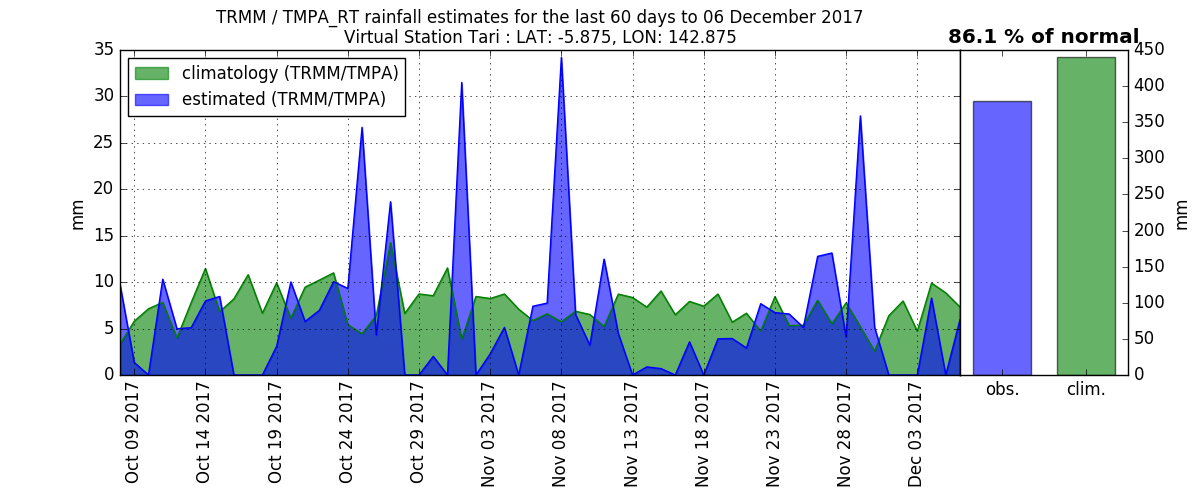 TRMM / TMPA_RT rainfall estimates for the last 60 days to 06 December 2017
Virtual Station Tari : LAT: -5.875, LON: 142.875
86.1 % of normal
climatology (TRMM/TMPA)
estimated (TRMM/TMPA)
35
30
25
20
15
10
5
0
mm
Oct 09 2017
Oct 14 2017
Oct 19 2017
Oct 24 2017
Oct 29 2017
Nov 03 2017
Nov 08 2017
Nov 13 2017
Nov 18 2017
Nov 23 2017
Nov 28 2017
Dec 03 2017
obs.
clim.
450
400
350
300
250
200
150
100
50
0
mm